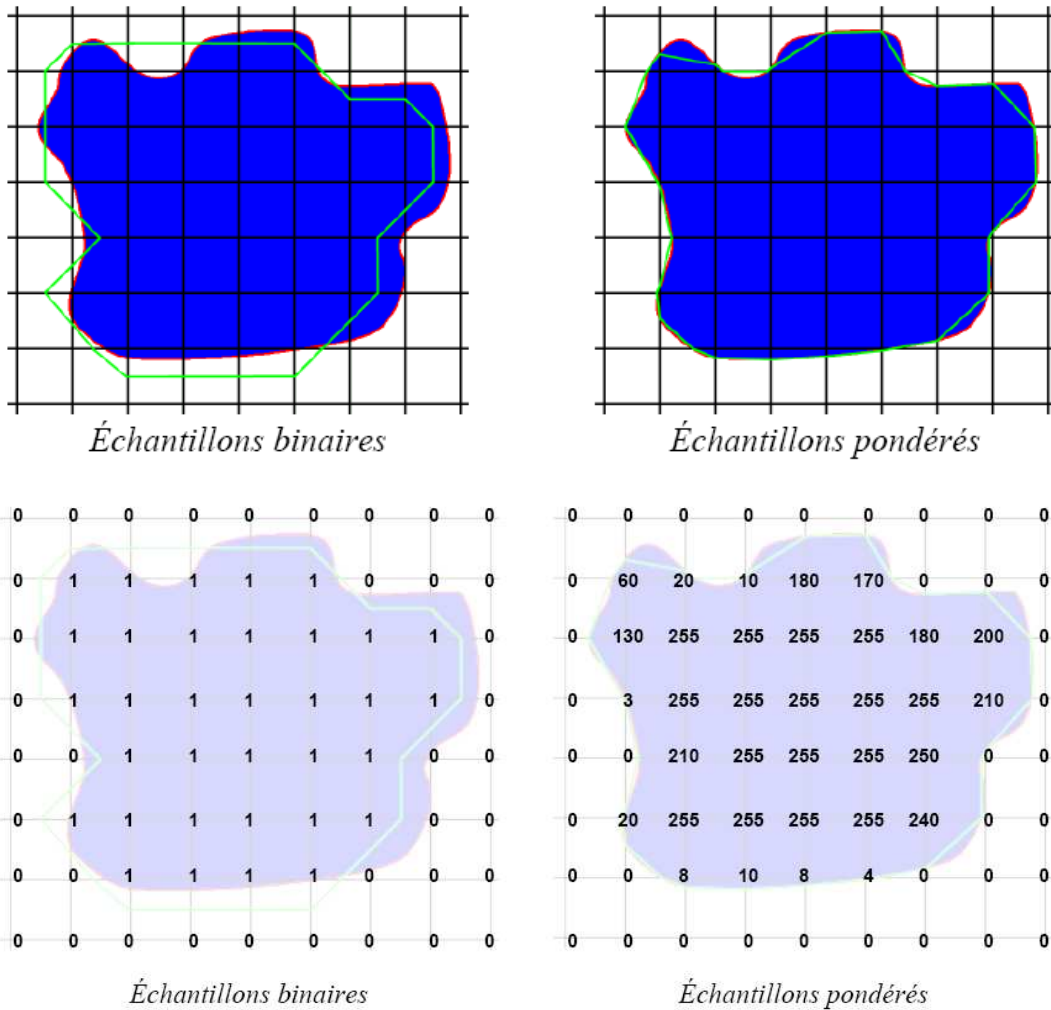 Échantillons binaires
Échantillons pondérés
0 0 0 0 0 0 0 0 0
0 1 1 1 1 1 0 0 0
0 1 1 1 1 1 1 1 0
0 1 1 1 1 1 1 1 0
0 0 1 1 1 1 1 0 0
0 1 1 1 1 1 1 0 0
0 0 1 1 1 1 0 0 0
0 0 0 0 0 0 0 0 0
Échantillons binaires
0 0 0 0 0 0 0 0 0
0 60 20 10 180 170 0 0 0
0 130 255 255 255 255 180 200 0
0 3 255 255 255 255 255 210 0
0 0 210 255 255 255 250 0 0
0 20 255 255 255 255 240 0 0
0 0 8 10 8 4 0 0 0
0 0 0 0 0 0 0 0 0
Échantillons pondérés